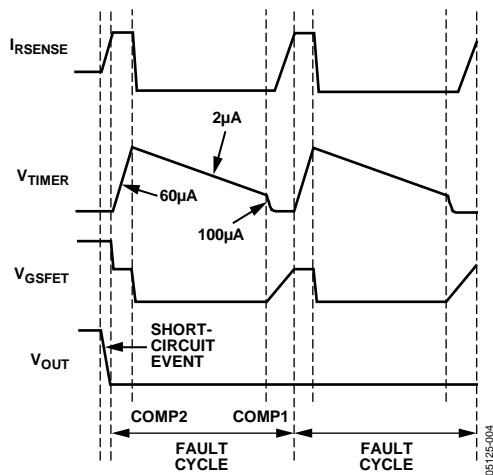 IRSENSE
2µA
VTIMER
60µA
100µA
VGSFET
SHORT-
CIRCUIT
EVENT
VOUT
COMP2 COMP1
FAULT
CYCLE
FAULT
CYCLE
05125-004